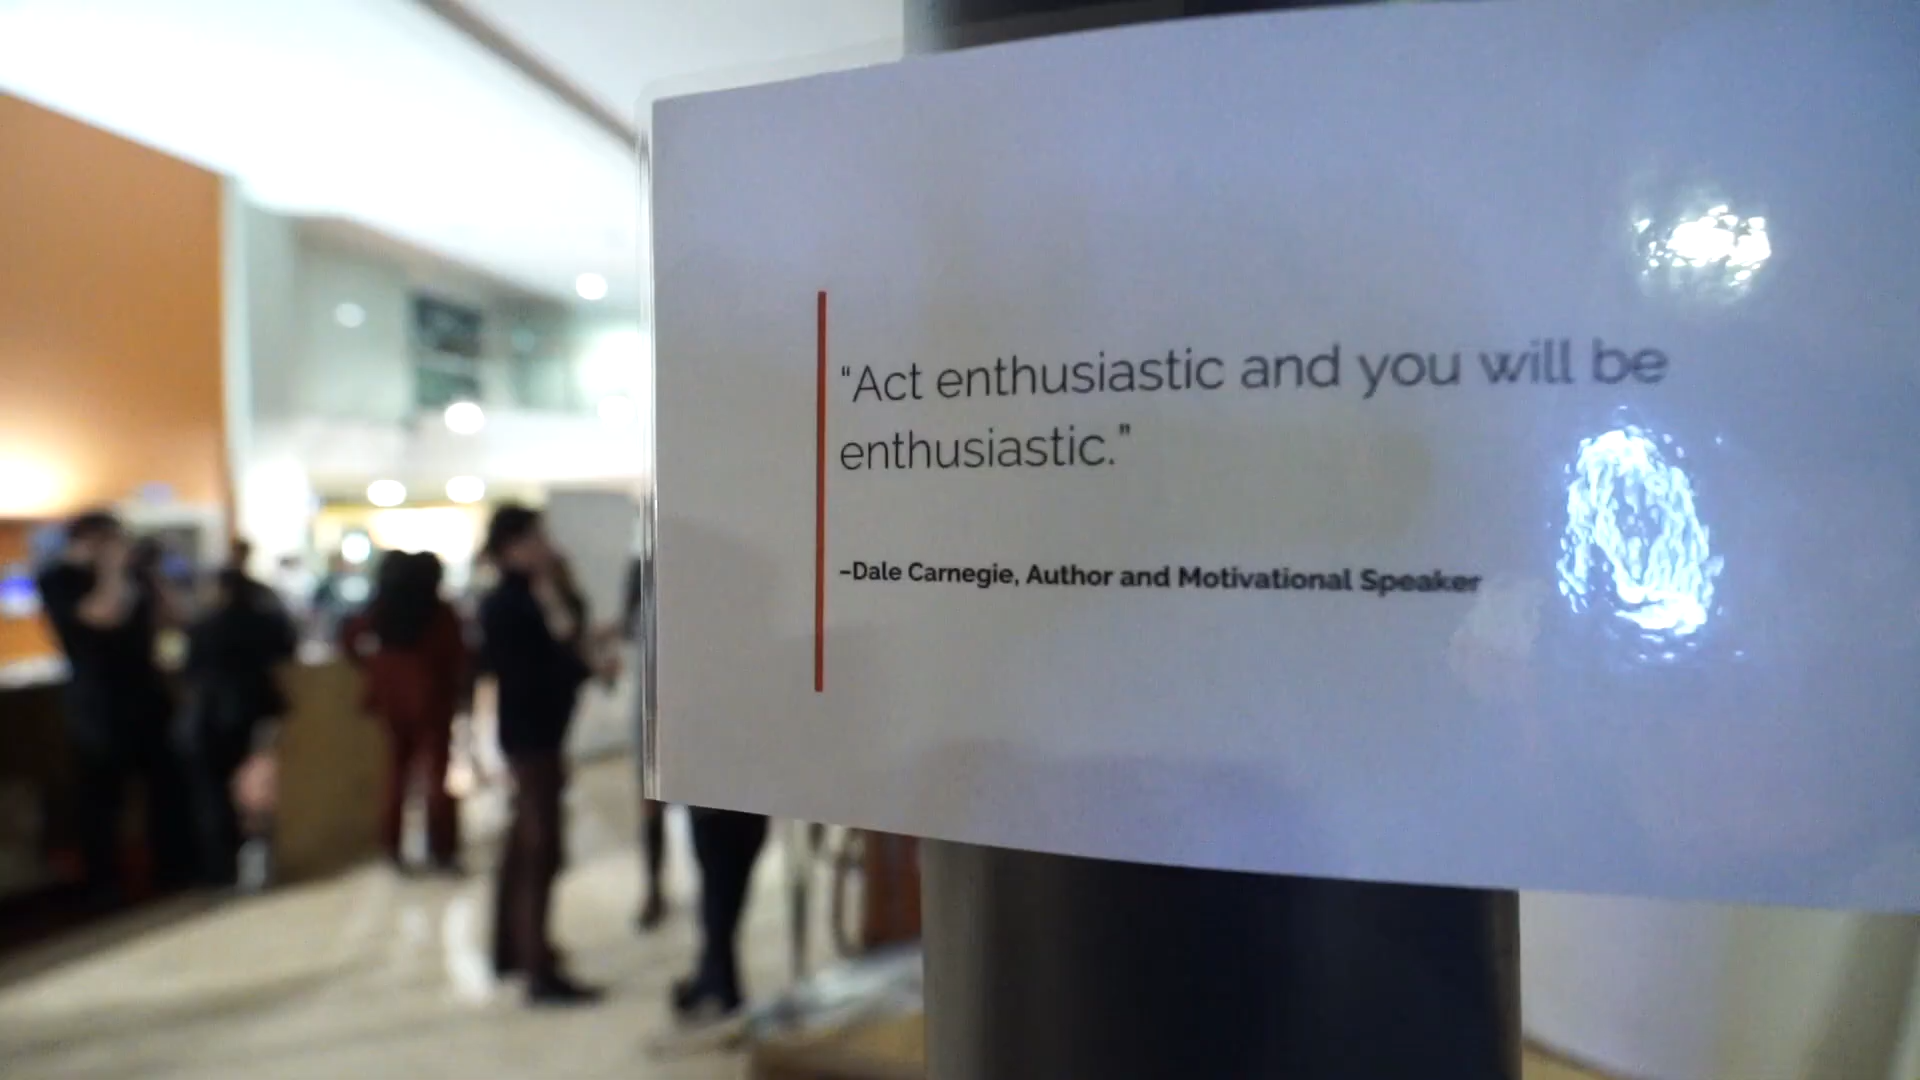 “Act enthusiastic and you will be
enthusiastic.”
–Dale Carnegie, Author and Motivational Speaker